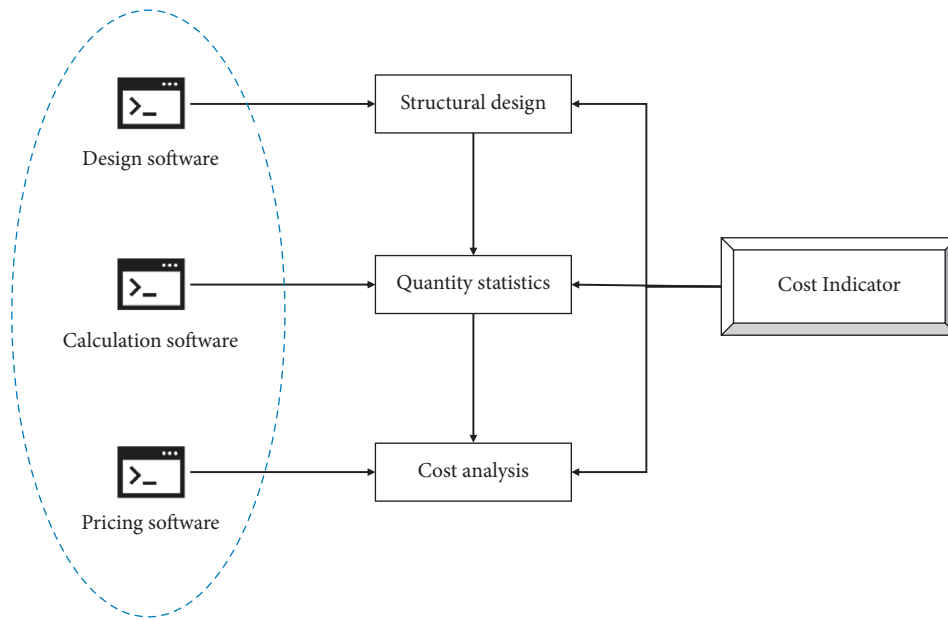 Structural design
Design software
Quantity statistics
Cost Indicator
Calculation software
Cost analysis
Pricing software